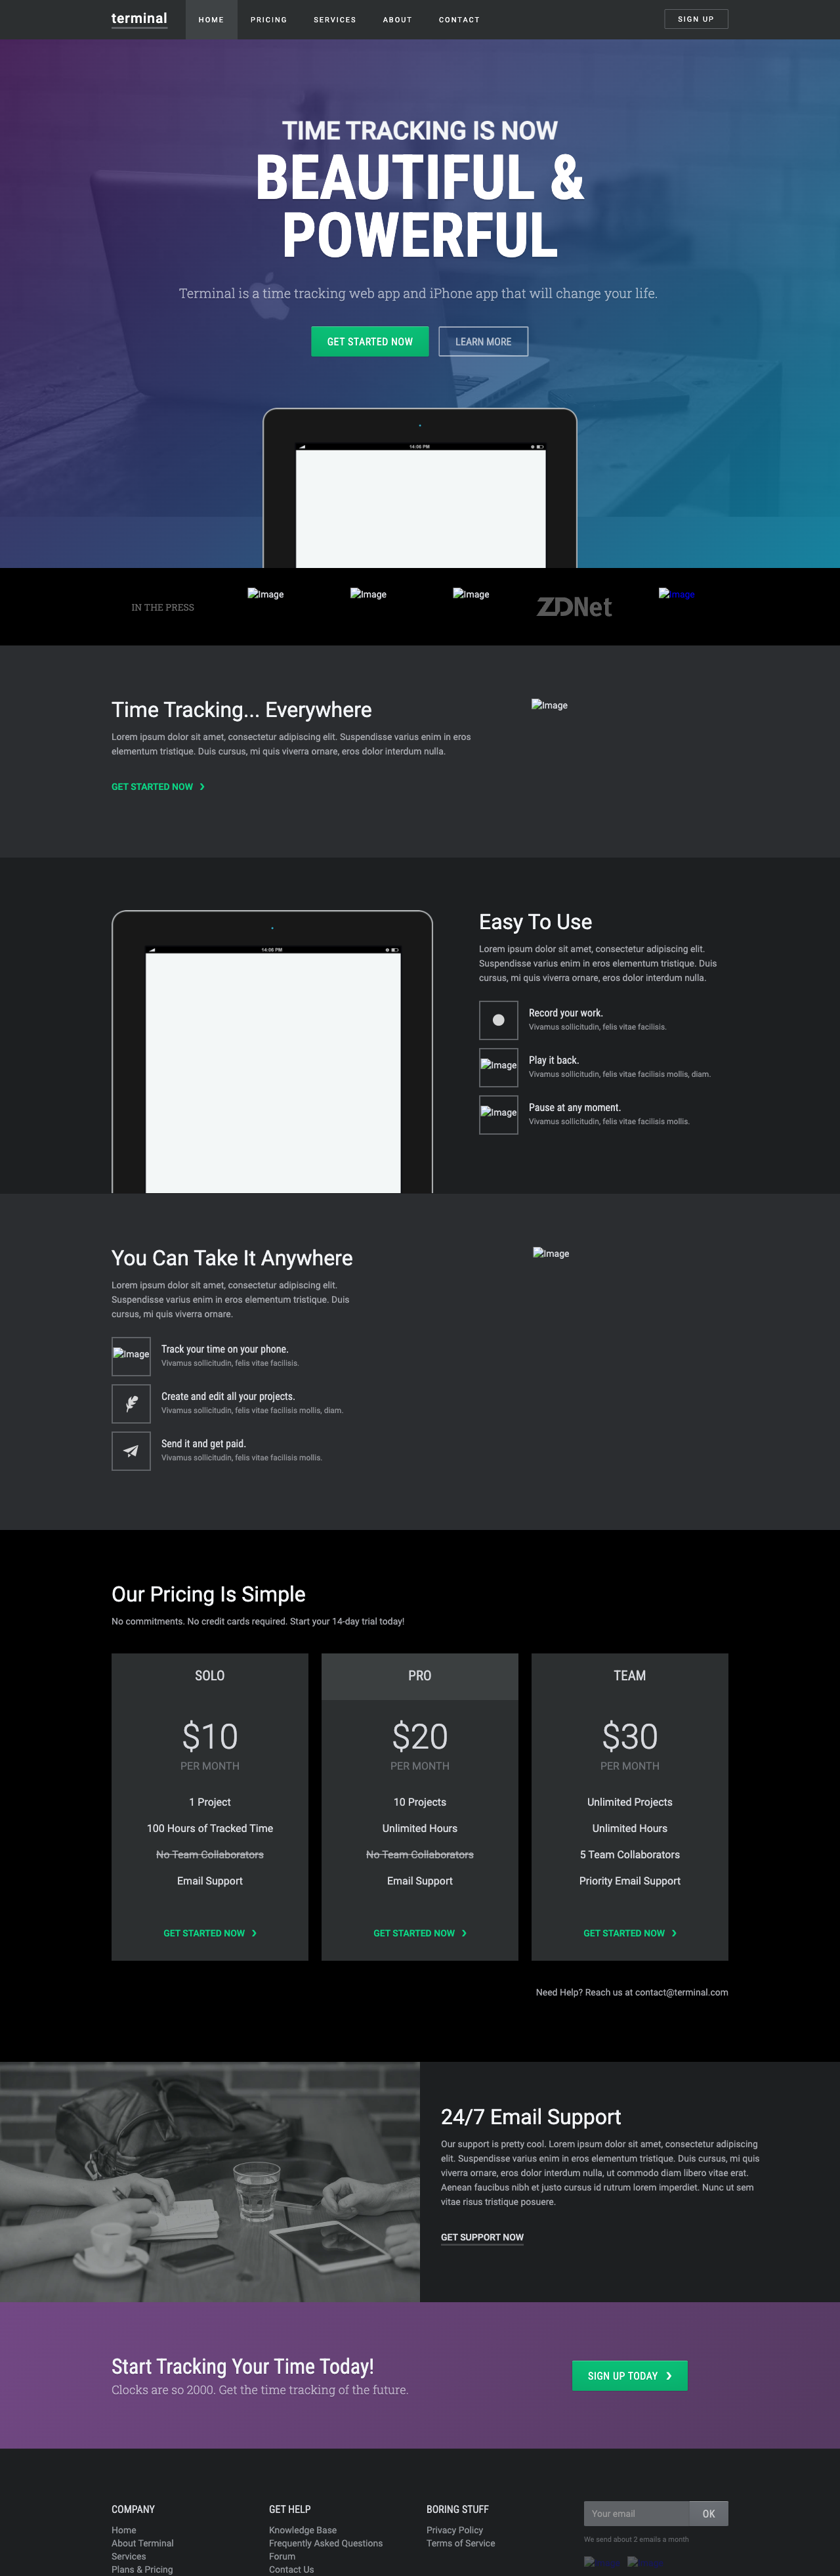 terminal
HOME
PRICING
SERVICES
ABOUT
CONTACT
SIGN UP
TIME TRACKING IS NOW
BEAUTIFUL &
POWERFUL
Terminal is a time tracking web app and iPhone app that will change your life.
GET STARTED NOW
LEARN MORE
14:06 PM
IN THE PRESS
Image
Image
Image
ZDNet
Image
Time Tracking... Everywhere
Lorem ipsum dolor sit amet, consectetur adipiscing elit. Suspendisse varius enim in eros
elementum tristique. Duis cursus, mi quis viverra ornare, eros dolor interdum nulla.
GET STARTED NOW
Image
14:06 PM
Easy To Use
Lorem ipsum dolor sit amet, consectetur adipiscing elit.
Suspendisse varius enim in eros elementum tristique. Duis
cursus, mi quis viverra ornare, eros dolor interdum nulla.
Record your work.
Vivamus sollicitudin, felis vitae facilisis.
Image
Play it back.
Vivamus sollicitudin, felis vitae facilisis mollis, diam.
Image
Pause at any moment.
Vivamus sollicitudin, felis vitae facilisis mollis.
You Can Take It Anywhere
Lorem ipsum dolor sit amet, consectetur adipiscing elit.
Suspendisse varius enim in eros elementum tristique. Duis
cursus, mi quis viverra ornare.
Image
Track your time on your phone.
Vivamus sollicitudin, felis vitae facilisis.
Create and edit all your projects.
Vivamus sollicitudin, felis vitae facilisis mollis, diam.
Send it and get paid.
Vivamus sollicitudin, felis vitae facilisis mollis.
Image
Our Pricing Is Simple
No commitments. No credit cards required. Start your 14-day trial today!
SOLO
$10
PER MONTH
1 Project
100 Hours of Tracked Time
No Team Collaborators
Email Support
GET STARTED NOW
PRO
$20
PER MONTH
10 Projects
Unlimited Hours
No Team Collaborators
Email Support
GET STARTED NOW
TEAM
$30
PER MONTH
Unlimited Projects
Unlimited Hours
5 Team Collaborators
Priority Email Support
GET STARTED NOW
Need Help? Reach us at contact@terminal.com
24/7 Email Support
Our support is pretty cool. Lorem ipsum dolor sit amet, consectetur adipiscing
elit. Suspendisse varius enim in eros elementum tristique. Duis cursus, mi quis
viverra ornare, eros dolor interdum nulla, ut commodo diam libero vitae erat.
Aenean faucibus nibh et justo cursus id rutrum lorem imperdiet. Nunc ut sem
vitae risus tristique posuere.
GET SUPPORT NOW
Start Tracking Your Time Today!
Clocks are so 2000. Get the time tracking of the future.
SIGN UP TODAY
COMPANY
Home
About Terminal
Services
Plans & Pricing
GET HELP
Knowledge Base
Frequently Asked Questions
Forum
Contact Us
BORING STUFF
Privacy Policy
Terms of Service
Your email
OK
We send about 2 emails a month